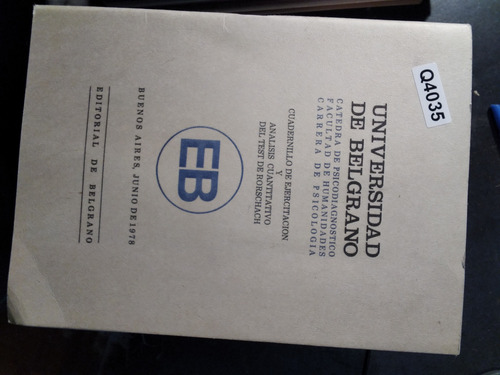 Q4035
UNIVERSIDAD
DE BELGRANO
CATEDRA DE PSICODIAGNOSTICO
FACULTAD DE HUMANIDADES
CARRERA DE PSICOLOGIA
CUADERNILLO DE EJERCITACION
Y
ANALISIS CUANTITATIVO
DEL TEST DE RORSCHACH
EB
BUENOS AIRES, JUNIO DE 1978
EDITORIAL DE BELGRANO